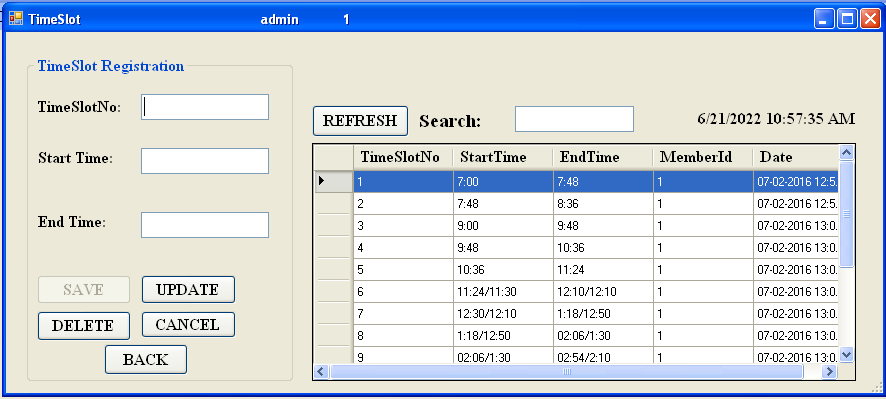 TimeSlot admin 1
TimeSlot Registration
TimeSlotNo:
Start Time:
End Time:
SAVE UPDATE
DELETE CANCEL
BACK
REFRESH Search: 6/21/2022 10:57:35 AM
TimeSlotNo StartTime EndTime MemberId Date
1 7:00 7:48 1 07-02-2016 12:5.
2 7:48 8:36 1 07-02-2016 12:5.
3 9:00 9:48 1 07-02-2016 13:0.
4 9:48 10:36 1 07-02-2016 13:0.
5 10:36 11:24 1 07-02-2016 13:0.
6 11:24/11:30 12:10/12:10 1 07-02-2016 13:0.
7 12:30/12:10 1:18/12:50 1 07-02-2016 13:0.
8 1:18/12:50 02:06/1:30 1 07-02-2016 13:0.
9 02:06/1:30 02:54/2:10 1 07-02-2016 13:0.